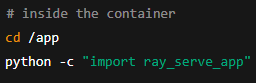 # inside the container
cd /app
python -c "import ray_serve_app"